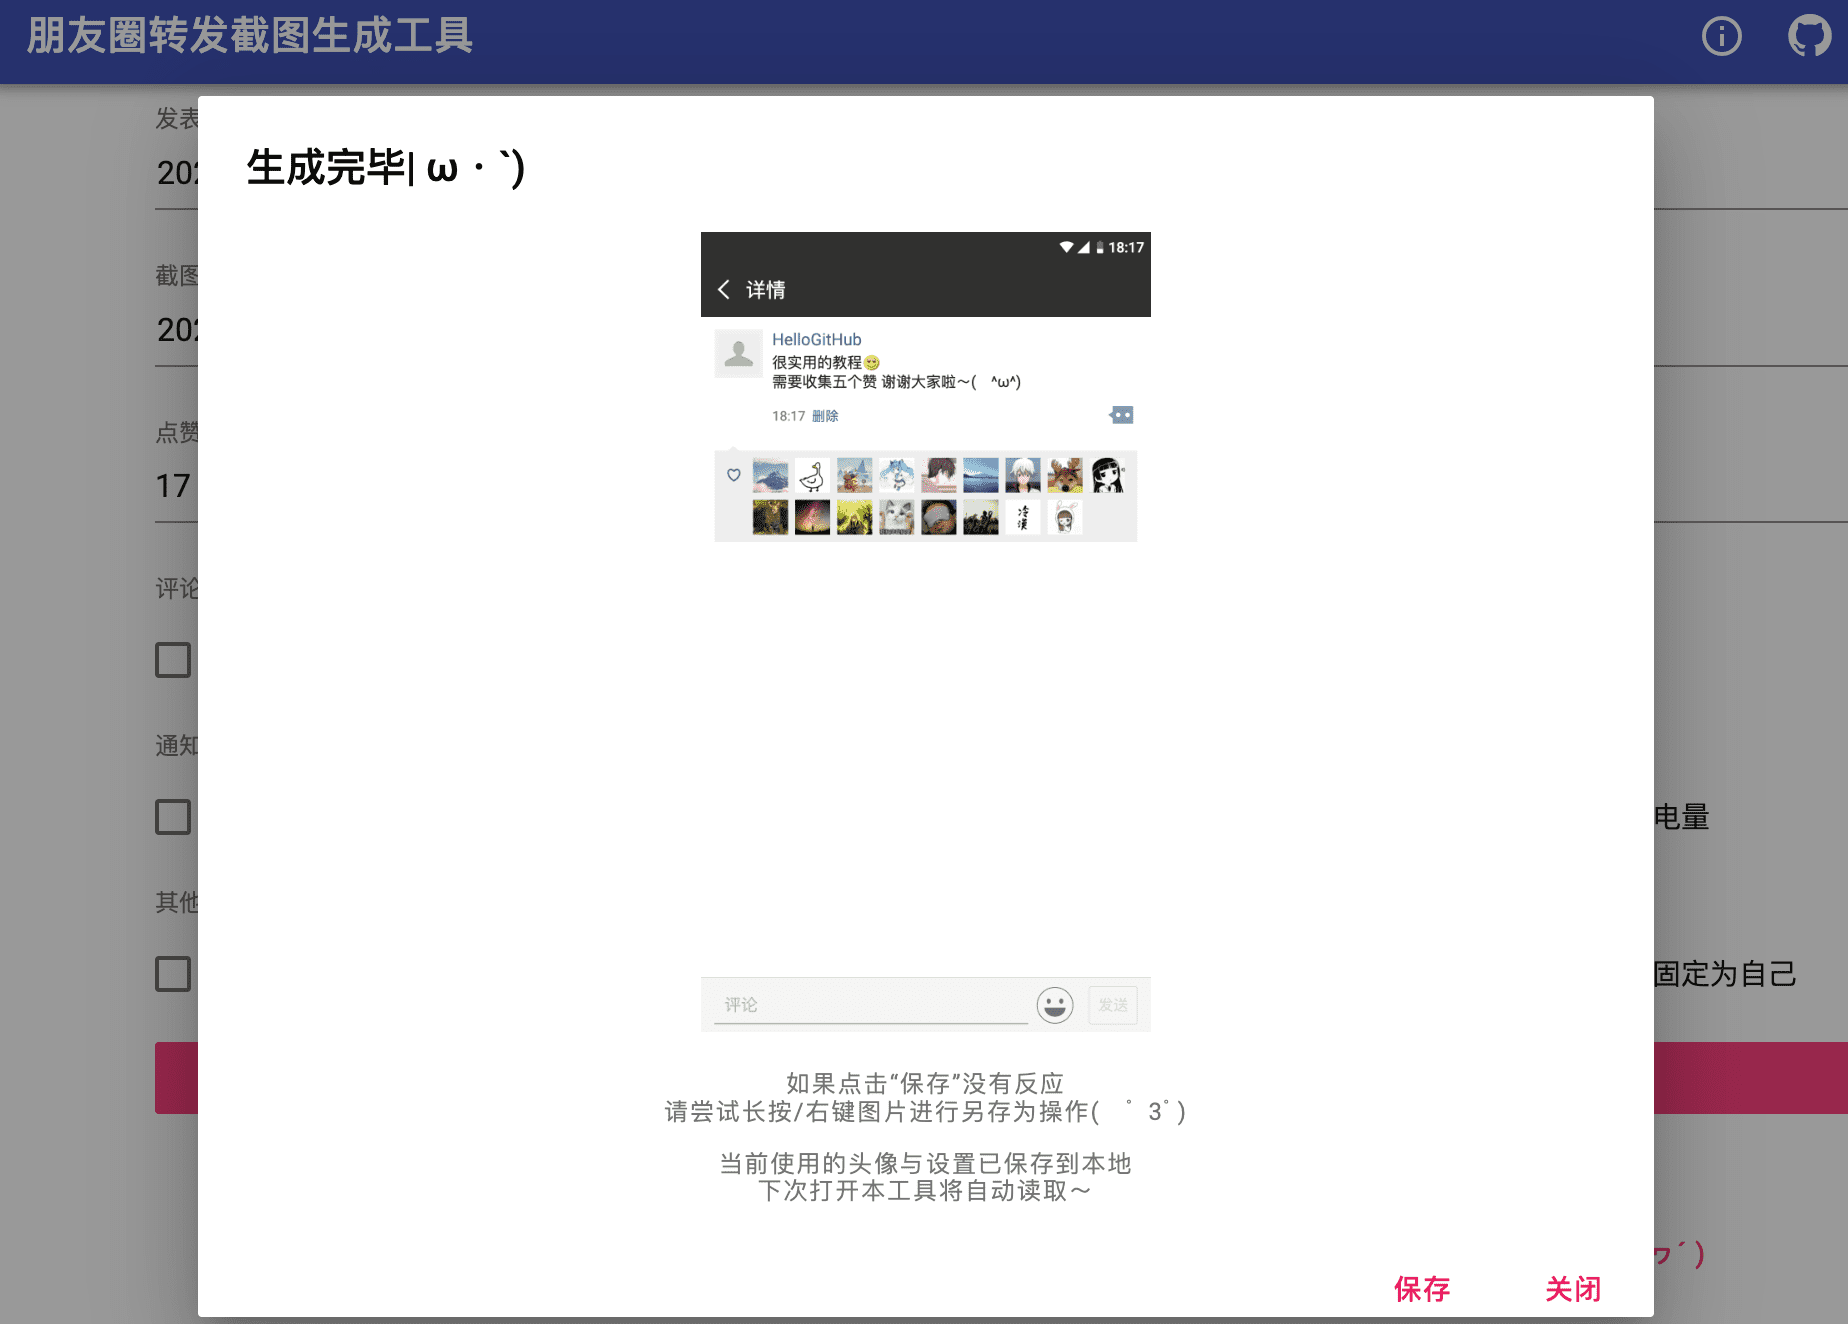 朋友圈转发截图生成工具
发表
202
截图
202
点赞
17
评论
通知
电量
其他
固定为自己
生成完毕| ω・`)
18:17
详情
HelloGitHub
很实用的教程
需要收集五个赞 谢谢大家啦～( ^ω^)
18:17 删除
冷漠
评论
发送
如果点击“保存”没有反应
请尝试长按/右键图片进行另存为操作( ゜3゜)
当前使用的头像与设置已保存到本地
下次打开本工具将自动读取～
ワ´)
保存
关闭